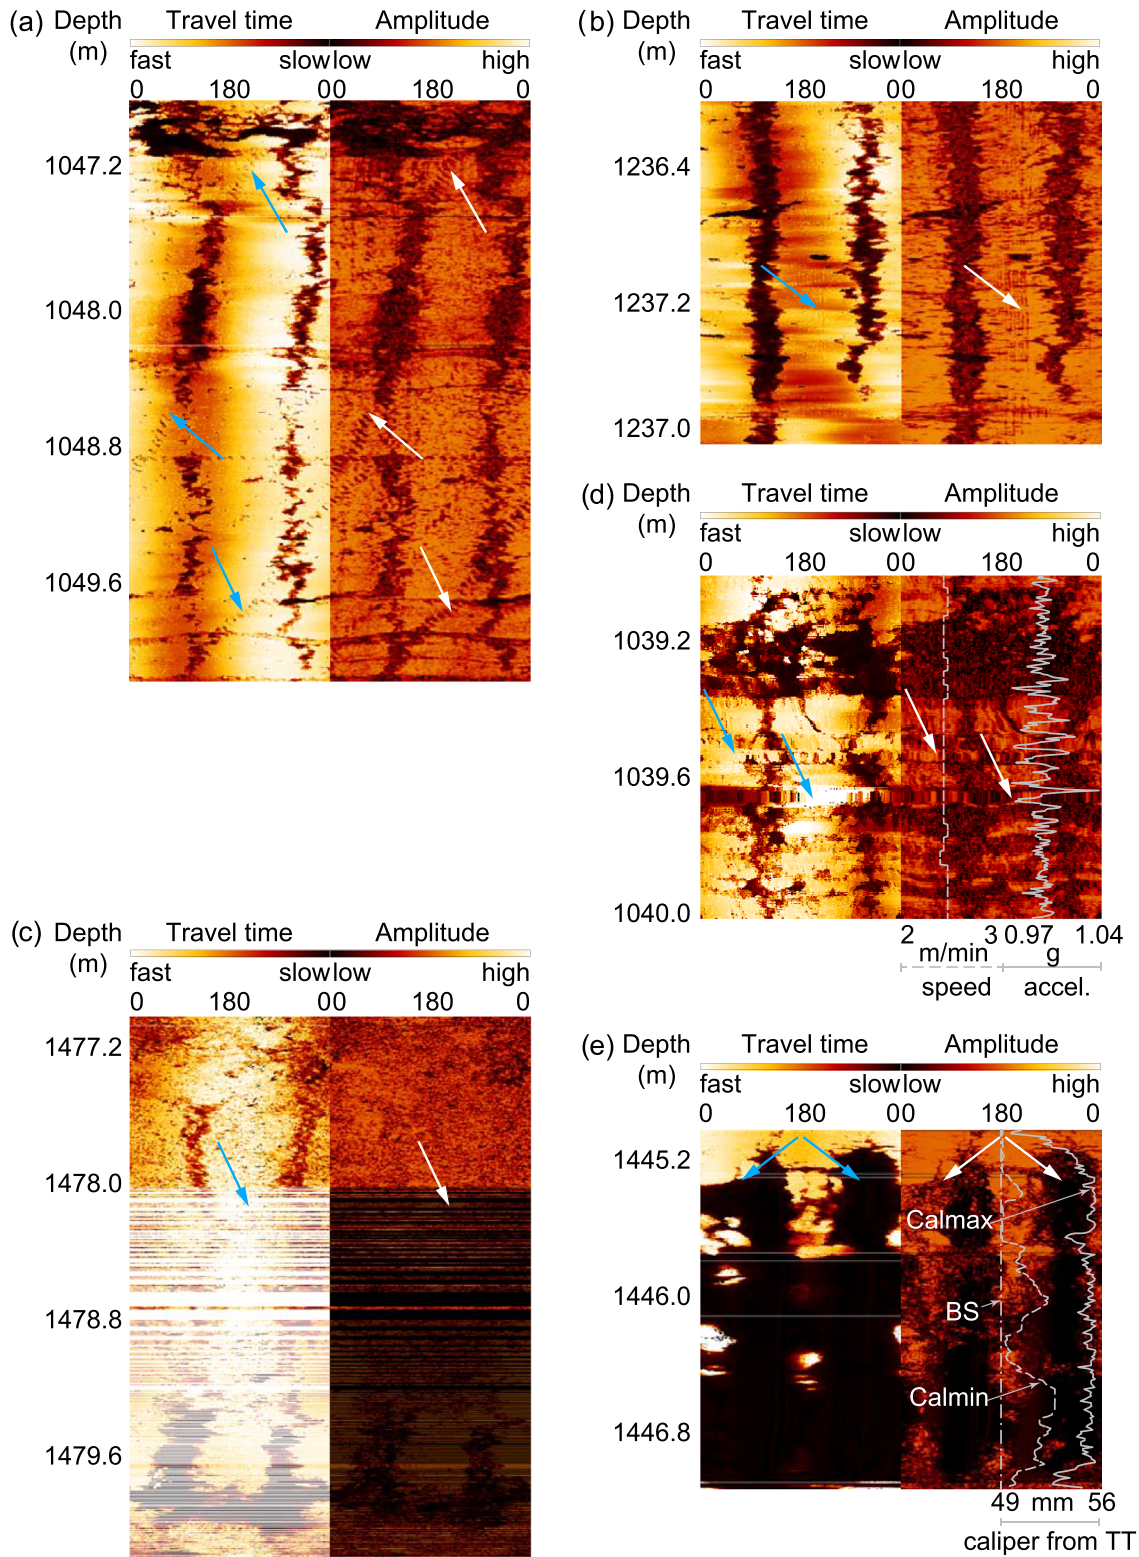 (a) Depth (m) Travel time Amplitude
fast slow low high
0 180 0 0 180 0
1047.2
1048.0
1048.8
1049.6
(b) Depth (m) Travel time Amplitude
fast slow low high
0 180 0 0 180 0
1236.4
1237.2
1237.0
(c) Depth (m) Travel time Amplitude
fast slow low high
0 180 0 0 180 0
1477.2
1478.0
1478.8
1479.6
(d) Depth (m) Travel time Amplitude
fast slow low high
0 180 0 0 180 0
1039.2
1039.6
1040.0
2 3 0.97 1.04
m/min g
speed accel.
(e) Depth (m) Travel time Amplitude
fast slow low high
0 180 0 0 180 0
1445.2
Calmax
1446.0
BS
Calmin
1446.8
49 mm 56
caliper from TT